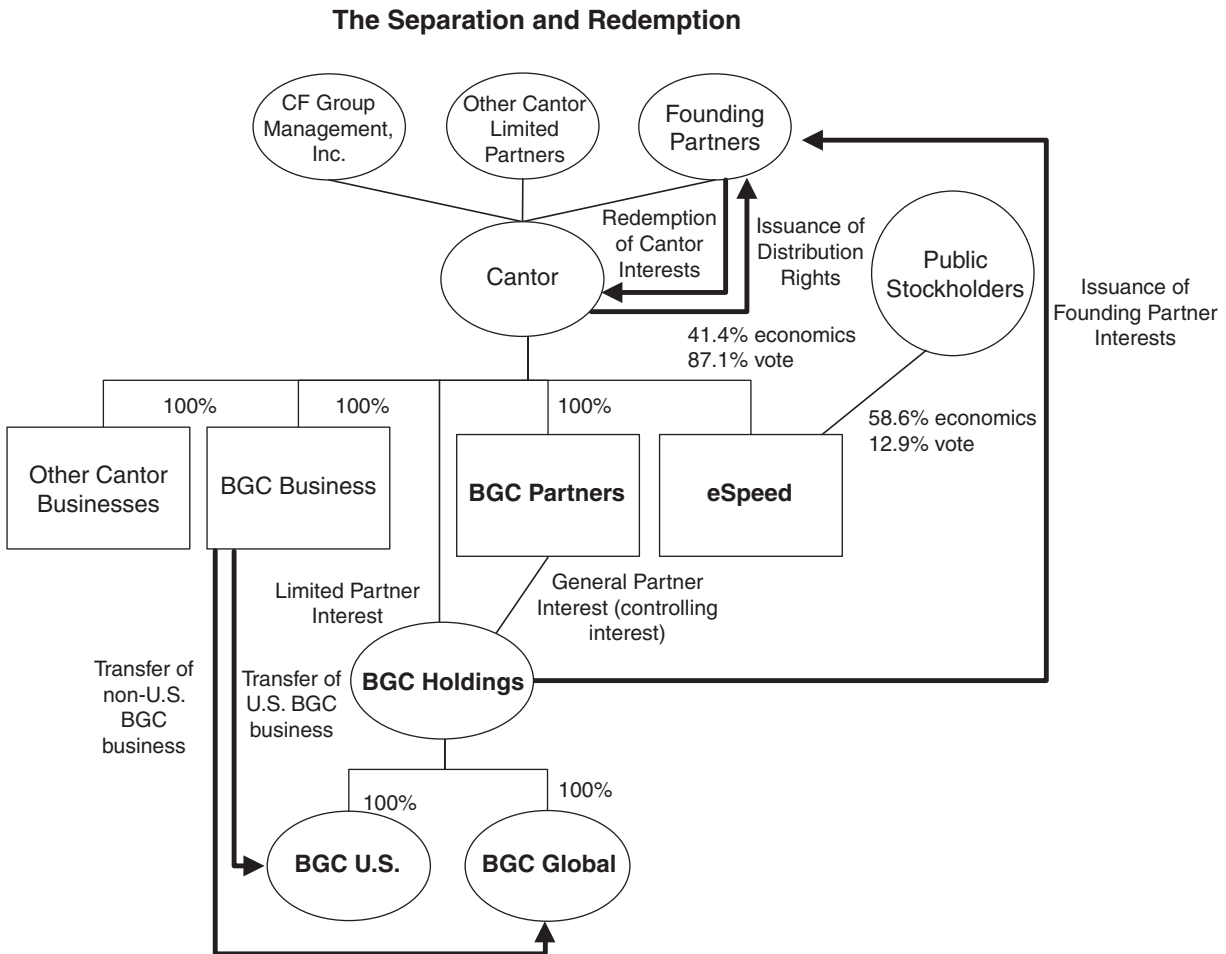 The Separation and Redemption
CF Group
Management,
Inc.
Other Cantor
Limited
Partners
Founding
Partners
Redemption
of Cantor
Interests
Issuance of
Distribution
Rights
Cantor
Public
Stockholders
Issuance of
Founding Partner
Interests
41.4% economics
87.1% vote
100%
100%
100%
58.6% economics
12.9% vote
Other Cantor
Businesses
BGC Business
BGC Partners
eSpeed
Limited Partner
Interest
General Partner
Interest (controlling
interest)
Transfer of
non-U.S.
BGC
business
Transfer of
U.S. BGC
business
BGC Holdings
100%
100%
BGC U.S.
BGC Global